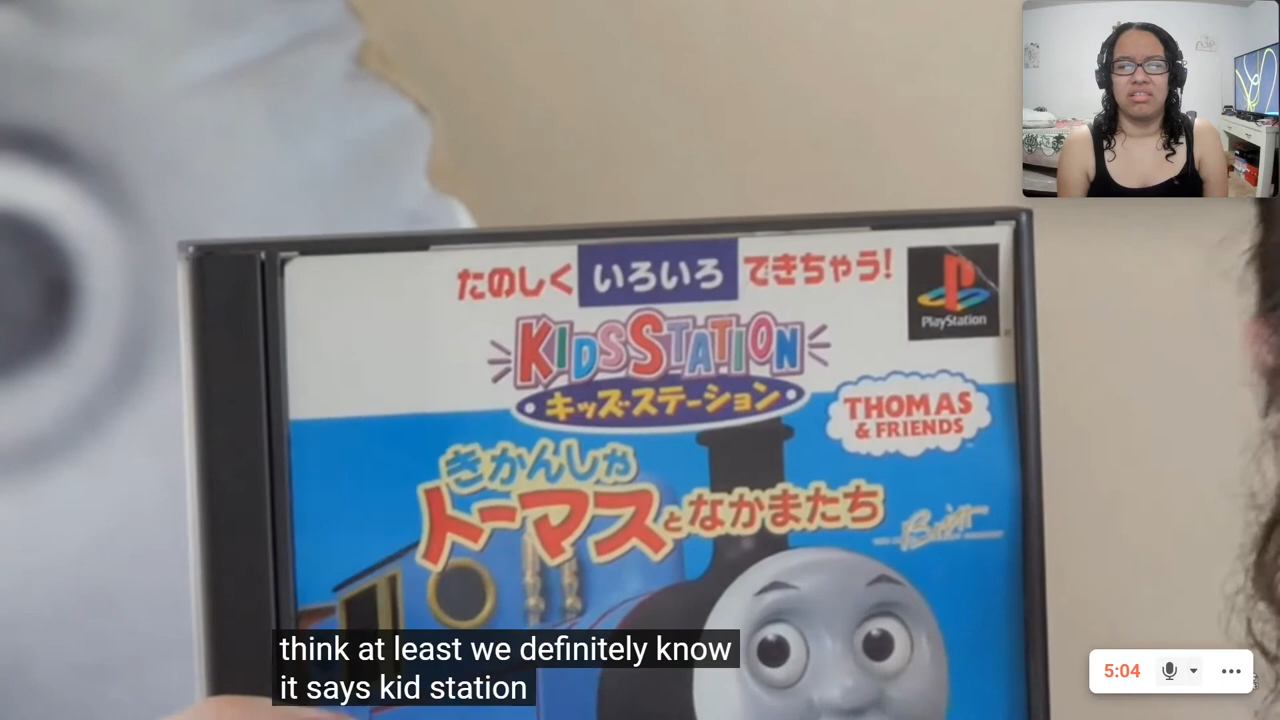 たのしく いろいろ できちゃう!
PlayStation
KIDSSTATION
キッズ・ステーション
THOMAS
& FRIENDS
きかんしゃ
トーマスとなかまたち
think at least we definitely know
it says kid station
5:04